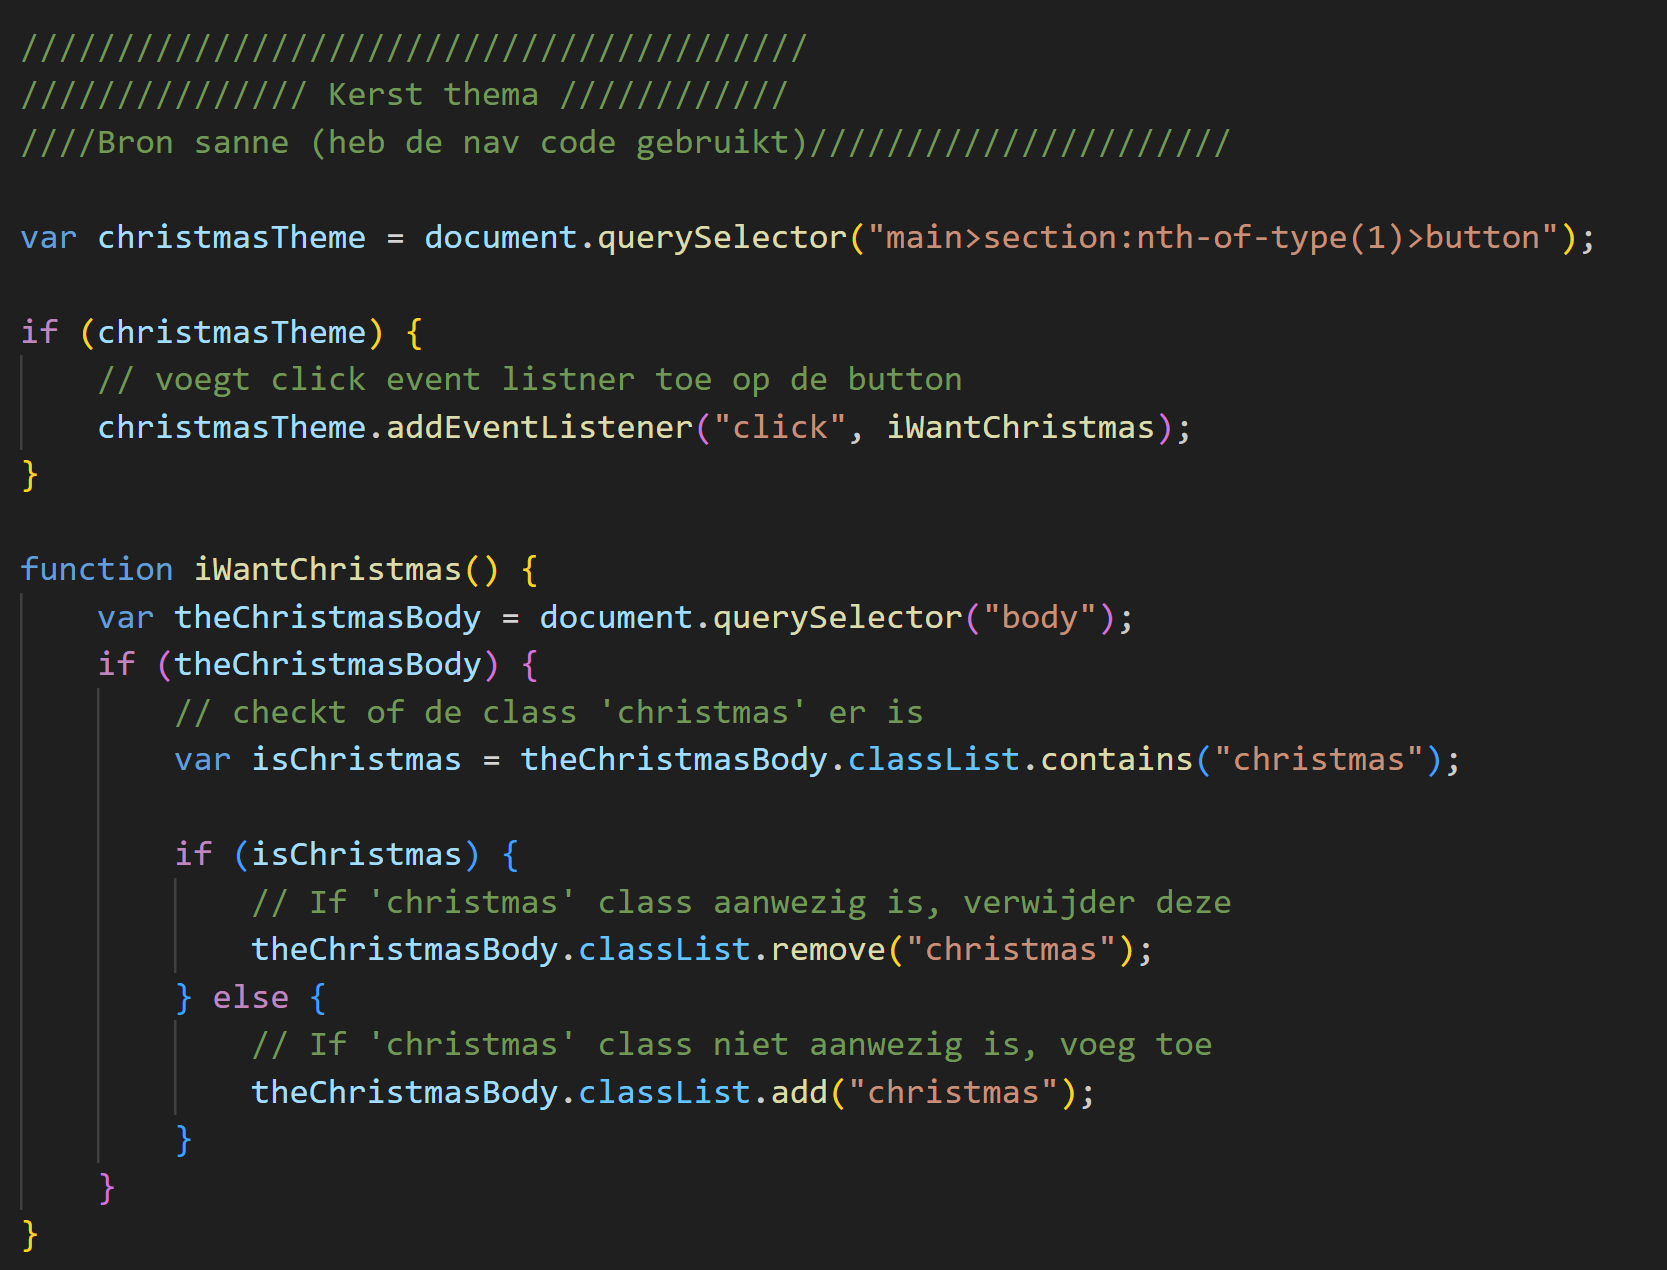 /////////////////////////////////////////
/////////////// Kerst thema ////////////
////Bron sanne (heb de nav code gebruikt)//////////////////////
var christmasTheme = document.querySelector("main>section:nth-of-type(1)>button");
if (christmasTheme) {
// voegt click event listner toe op de button
christmasTheme.addEventListener("click", iWantChristmas);
}
function iWantChristmas() {
var theChristmasBody = document.querySelector("body");
if (theChristmasBody) {
// checkt of de class 'christmas' er is
var isChristmas = theChristmasBody.classList.contains("christmas");
if (isChristmas) {
// If 'christmas' class aanwezig is, verwijder deze
theChristmasBody.classList.remove("christmas");
} else {
// If 'christmas' class niet aanwezig is, voeg toe
theChristmasBody.classList.add("christmas");
}
}
}